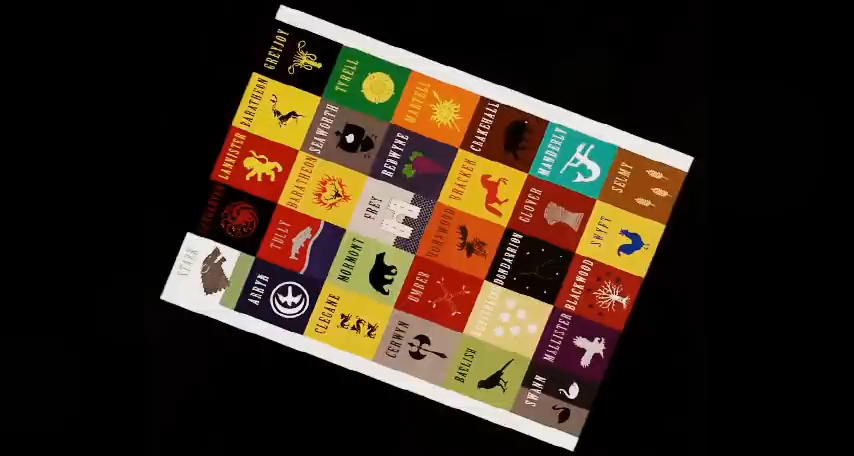 GREYJOY
TYRELL
MARTELL
CRAKEHALL
MANDERLY
SELMY
BARATHEON
SEAWORTH
REDWYNE
BRACKEN
GLOVER
SWYFT
LANNISTER
BARATHEON
FREY
HORNWOOD
DONDARRION
BLACKWOOD
TARGARYEN
TULLY
MORMONT
UMBER
MALLISTER
STARK
ARRYN
CLEGANE
CERWYN
BAELISH
SWANN